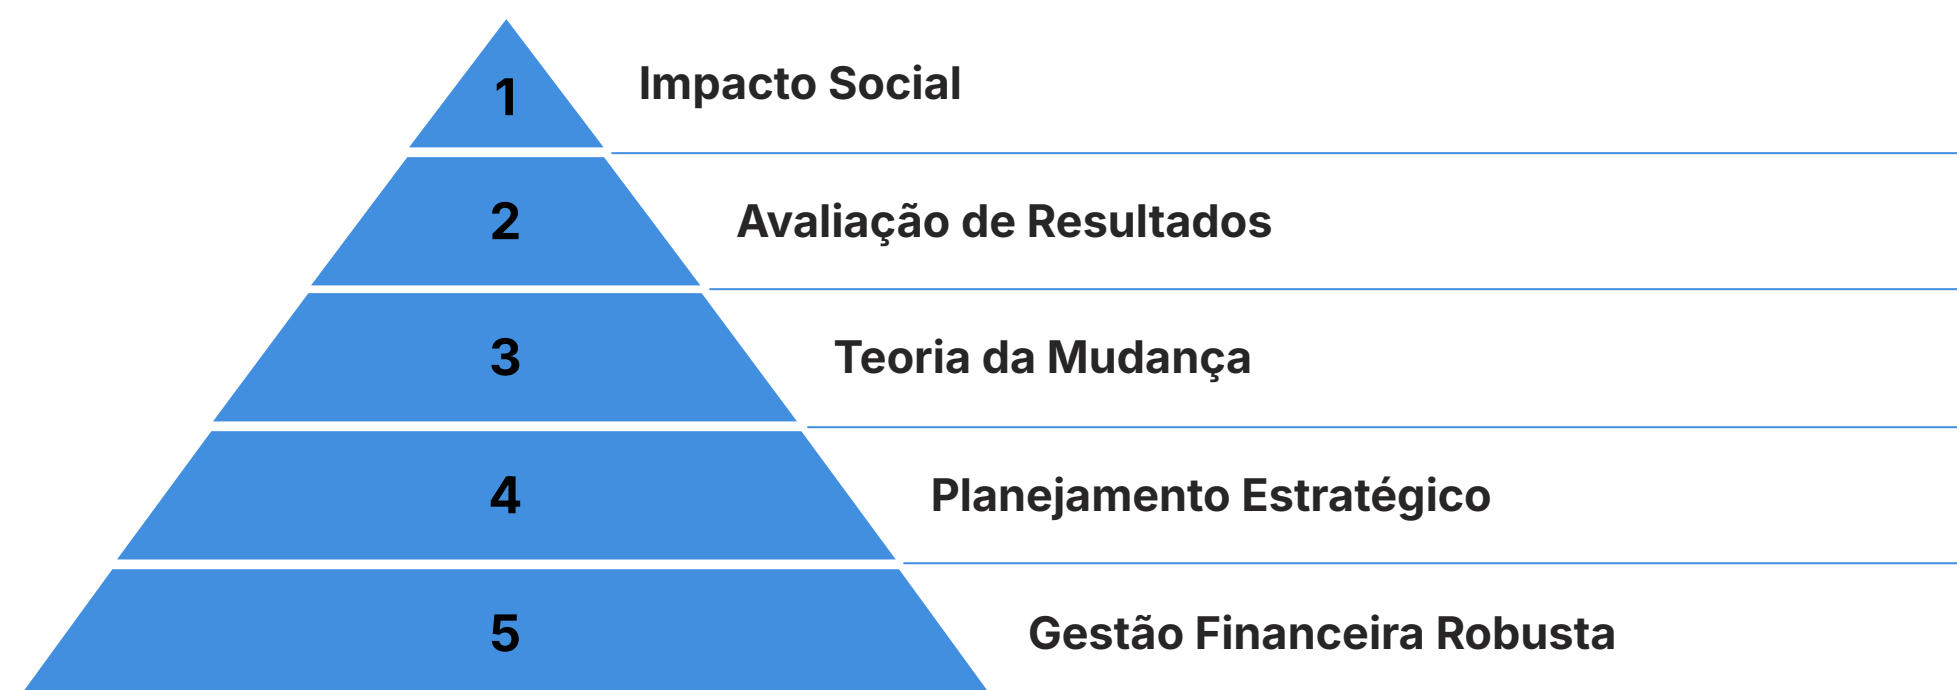 1
Impacto Social
2
Avaliação de Resultados
3
Teoria da Mudança
4
Planejamento Estratégico
5
Gestão Financeira Robusta